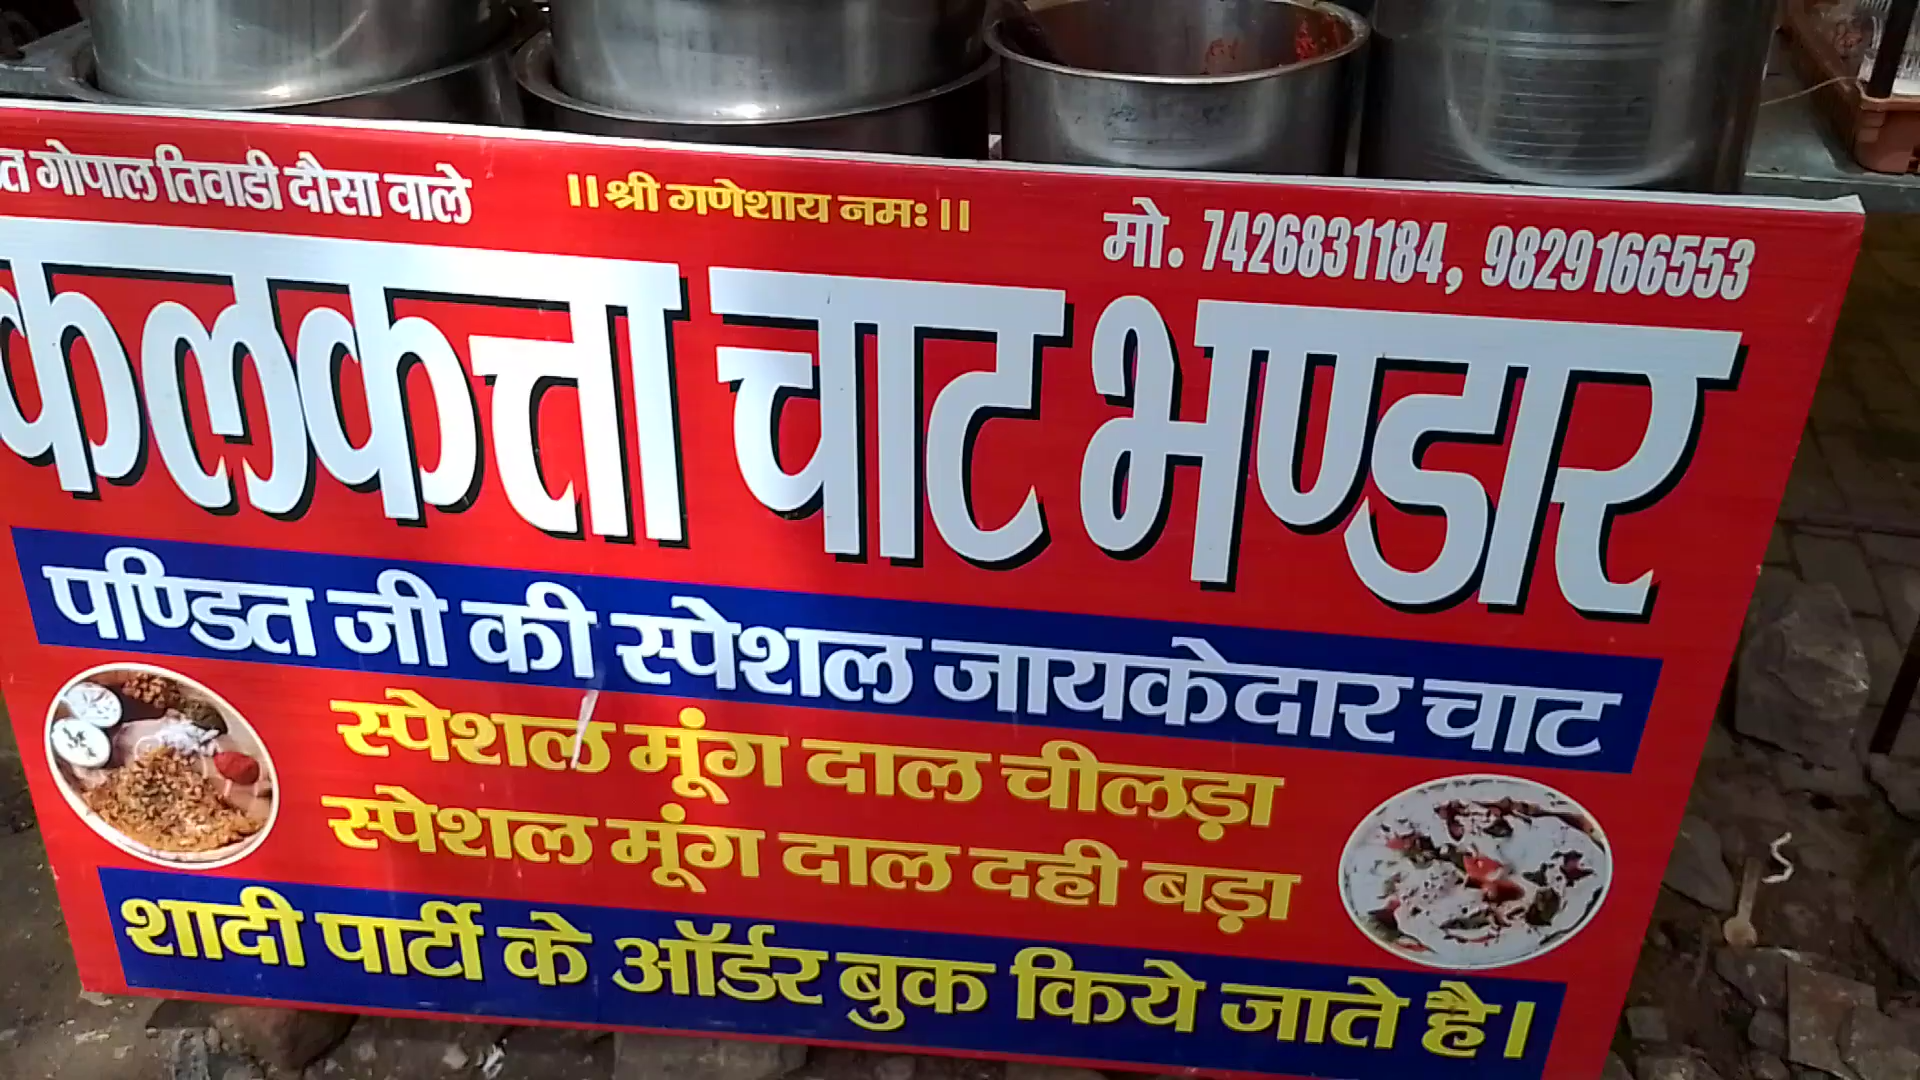 गोपाल तिवाडी दौसा वाले
।।श्री गणेशाय नमः।।
मो. 7426831184, 9829166553
कलकत्ता चाट भण्डार
पण्डित जी की स्पेशल जायकेदार चाट
स्पेशल मूंग दाल चीलड़ा
स्पेशल मूंग दाल दही बड़ा
शादी पार्टी के ऑर्डर बुक किये जाते है।